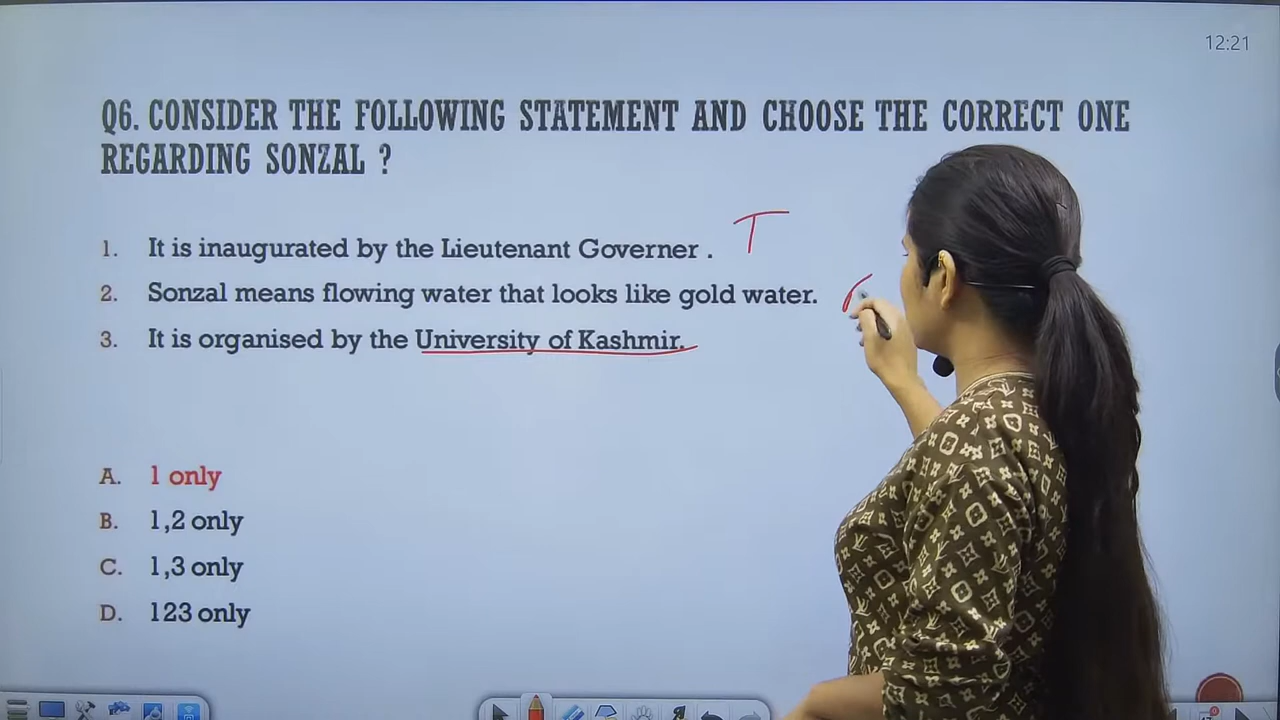 12:21
Q6. CONSIDER THE FOLLOWING STATEMENT AND CHOOSE THE CORRECT ONE
REGARDING SONZAL ?
1. It is inaugurated by the Lieutenant Governer . T
2. Sonzal means flowing water that looks like gold water.
3. It is organised by the University of Kashmir.
A. 1 only
B. 1,2 only
C. 1,3 only
D. 123 only